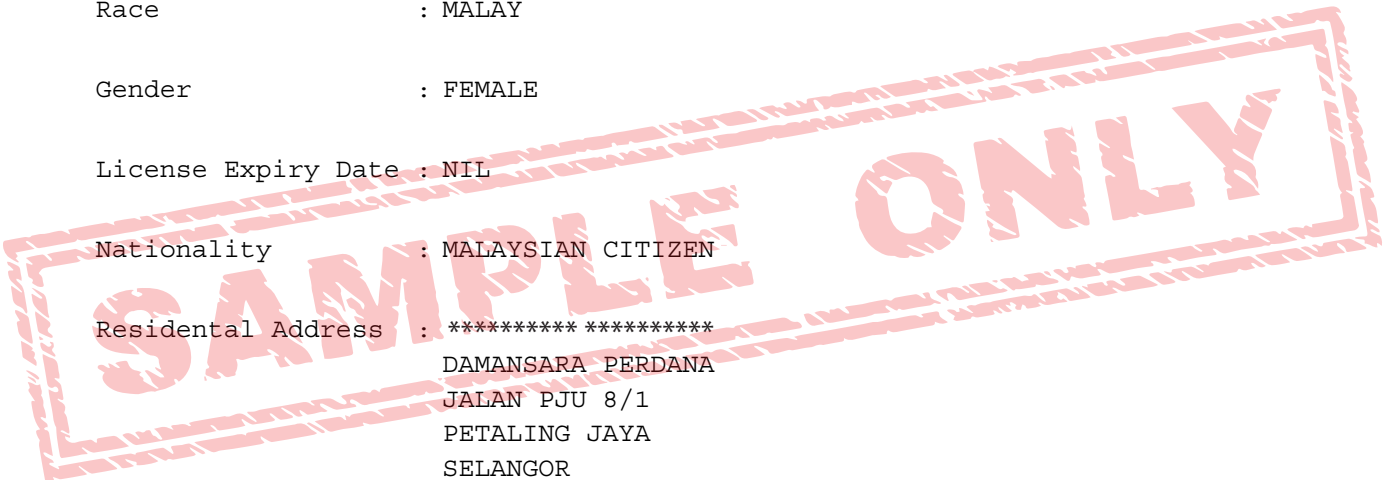 Race : MALAY
Gender : FEMALE
License Expiry Date : NIL
Nationality : MALAYSIAN CITIZEN
Residental Address : ********** **********
DAMANSARA PERDANA
JALAN PJU 8/1
PETALING JAYA
SELANGOR
SAMPLE ONLY